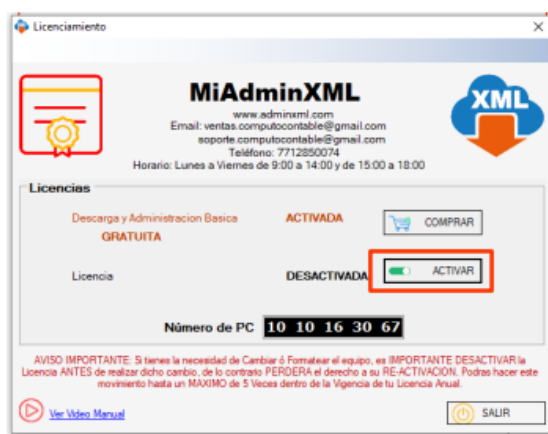 Licenciamiento
MiAdminXML
www.adminxml.com
Email: ventas.computocontable@gmail.com
soporte.computocontable@gmail.com
Teléfono: 7712850074
Horario: Lunes a Viernes de 9:00 a 14:00 y de 15:00 a 18:00
XML
Licencias
Descarga y Administracion Basica ACTIVADA COMPRAR
GRATUITA
Licencia DESACTIVADA ACTIVAR
Número de PC 10 10 16 30 67
AVISO IMPORTANTE: Si tienes la necesidad de Cambiar ó Formatear el equipo, es IMPORTANTE DESACTIVAR la
Licencia ANTES de realizar dicho cambio, de lo contrario PERDERA el derecho a su RE-ACTIVACION. Podras hacer este
movimiento hasta un MAXIMO de 5 Veces dentro de la Vigencia de tu Licencia Anual.
Ver Video Manual SALIR